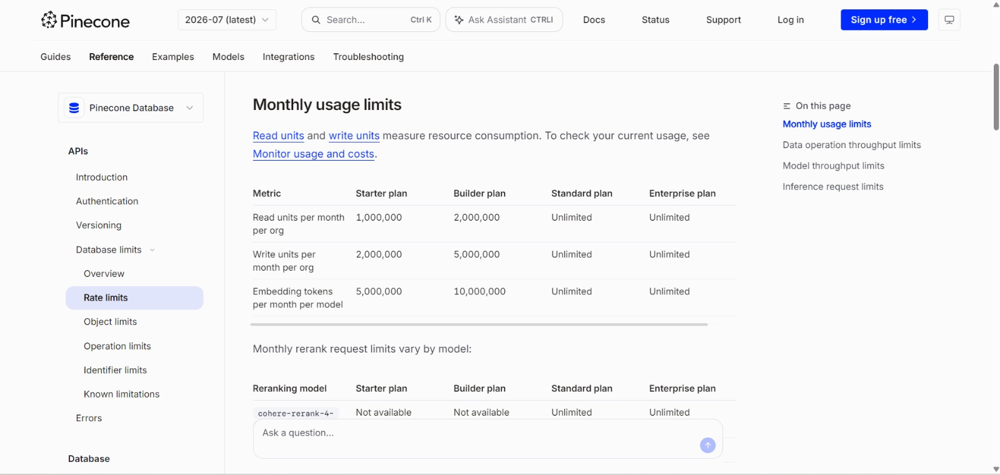 Pinecone
2026-07 (latest)
Search...
Ctrl K
Ask Assistant CTRLI
Docs
Status
Support
Log in
Sign up free
Guides
Reference
Examples
Models
Integrations
Troubleshooting
Pinecone Database
APIs
Introduction
Authentication
Versioning
Database limits
Overview
Rate limits
Object limits
Operation limits
Identifier limits
Known limitations
Errors
Database
Monthly usage limits
Read units and write units measure resource consumption. To check your current usage, see
Monitor usage and costs.
Metric Starter plan Builder plan Standard plan Enterprise plan
Read units per month 1,000,000 2,000,000 Unlimited Unlimited
per org
Write units per 2,000,000 5,000,000 Unlimited Unlimited
month per org
Embedding tokens 5,000,000 10,000,000 Unlimited Unlimited
per month per model
Monthly rerank request limits vary by model:
Reranking model Starter plan Builder plan Standard plan Enterprise plan
cohere-rerank-4- Not available Not available Unlimited Unlimited
Ask a question...
On this page
Monthly usage limits
Data operation throughput limits
Model throughput limits
Inference request limits